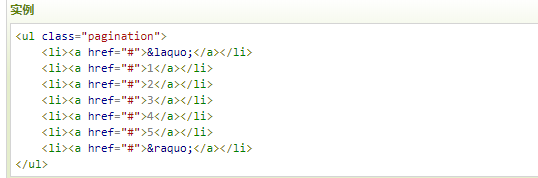 实例
<ul class="pagination">
    <li><a href="#">&laquo;</a></li>
    <li><a href="#">1</a></li>
    <li><a href="#">2</a></li>
    <li><a href="#">3</a></li>
    <li><a href="#">4</a></li>
    <li><a href="#">5</a></li>
    <li><a href="#">&raquo;</a></li>
</ul>